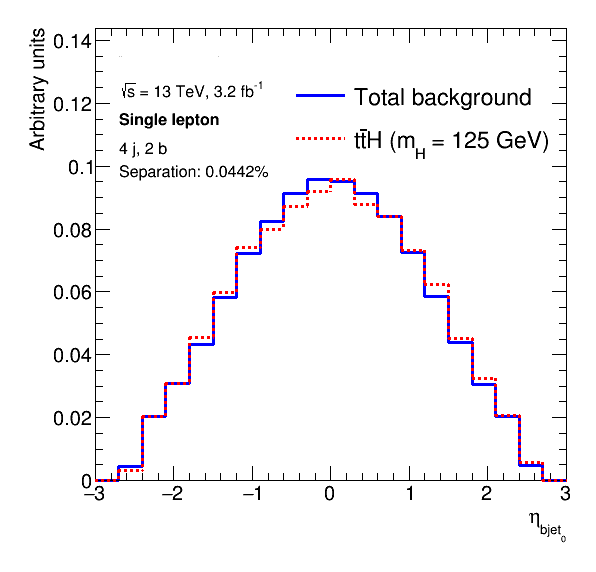 Arbitrary units
0.14
0.12
0.1
0.08
0.06
0.04
0.02
0
√s = 13 TeV, 3.2 fb⁻¹
Single lepton
4 j, 2 b
Separation: 0.0442%
Total background
tt̄H (m_H = 125 GeV)
−3 −2 −1 0 1 2 3
η_bjet₀